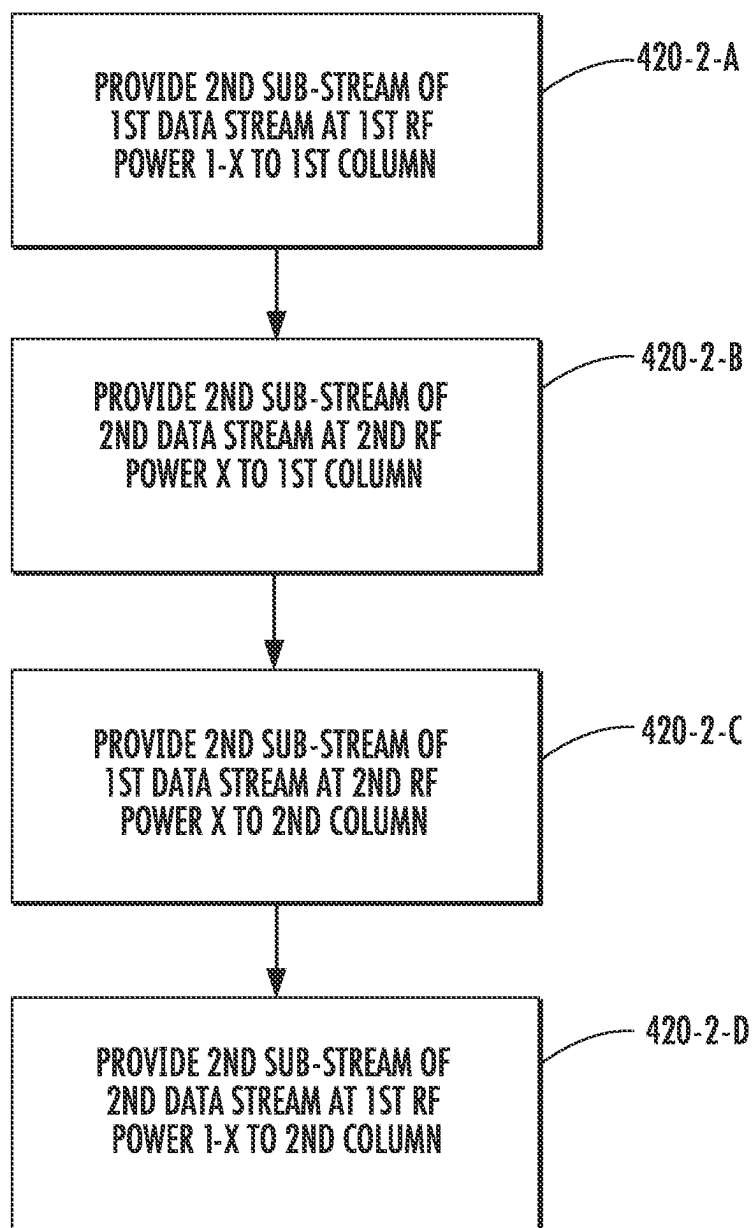 PROVIDE 2ND SUB-STREAM OF
1ST DATA STREAM AT 1ST RF
POWER 1-X TO 1ST COLUMN
420-2-A
PROVIDE 2ND SUB-STREAM OF
2ND DATA STREAM AT 2ND RF
POWER X TO 1ST COLUMN
420-2-B
PROVIDE 2ND SUB-STREAM OF
1ST DATA STREAM AT 2ND RF
POWER X TO 2ND COLUMN
420-2-C
PROVIDE 2ND SUB-STREAM OF
2ND DATA STREAM AT 1ST RF
POWER 1-X TO 2ND COLUMN
420-2-D